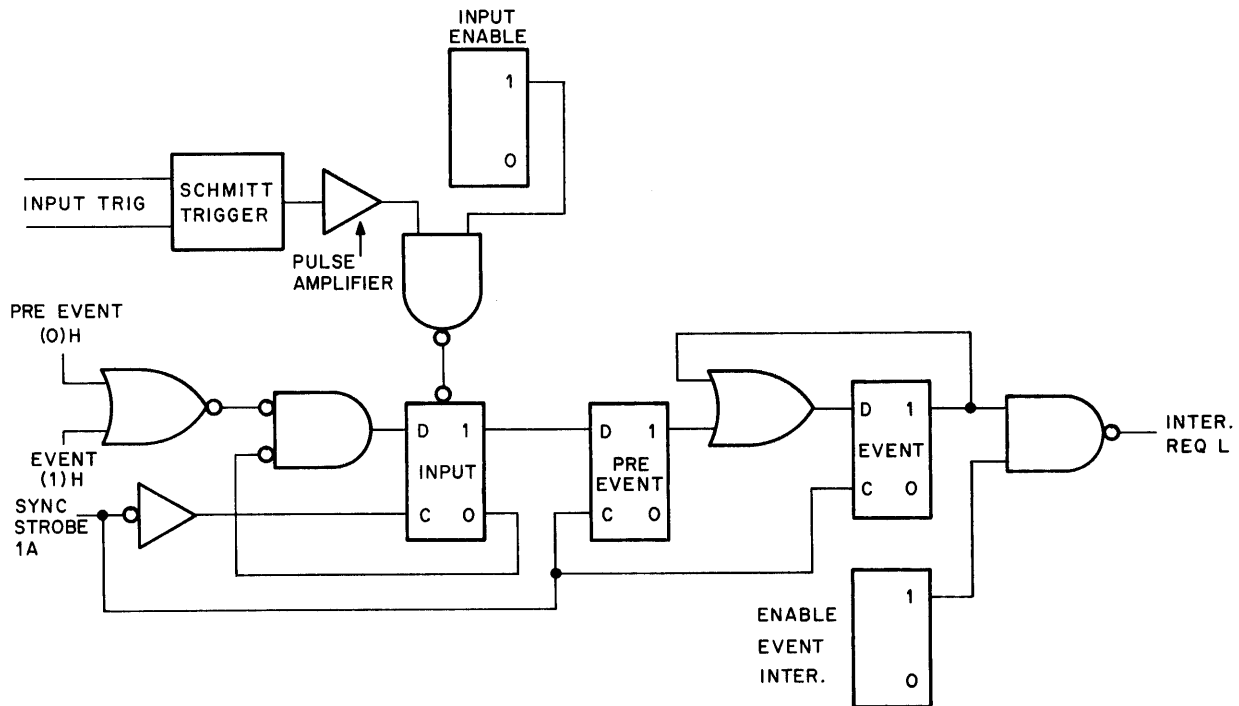 INPUT
ENABLE
1
0
INPUT TRIG
SCHMITT
TRIGGER
PULSE
AMPLIFIER
PRE EVENT
(0)H
EVENT
(1)H
SYNC
STROBE
1A
D 1
INPUT
C 0
D 1
PRE
EVENT
C 0
D 1
EVENT
C 0
INTER.
REQ L
ENABLE
EVENT
INTER.
1
0